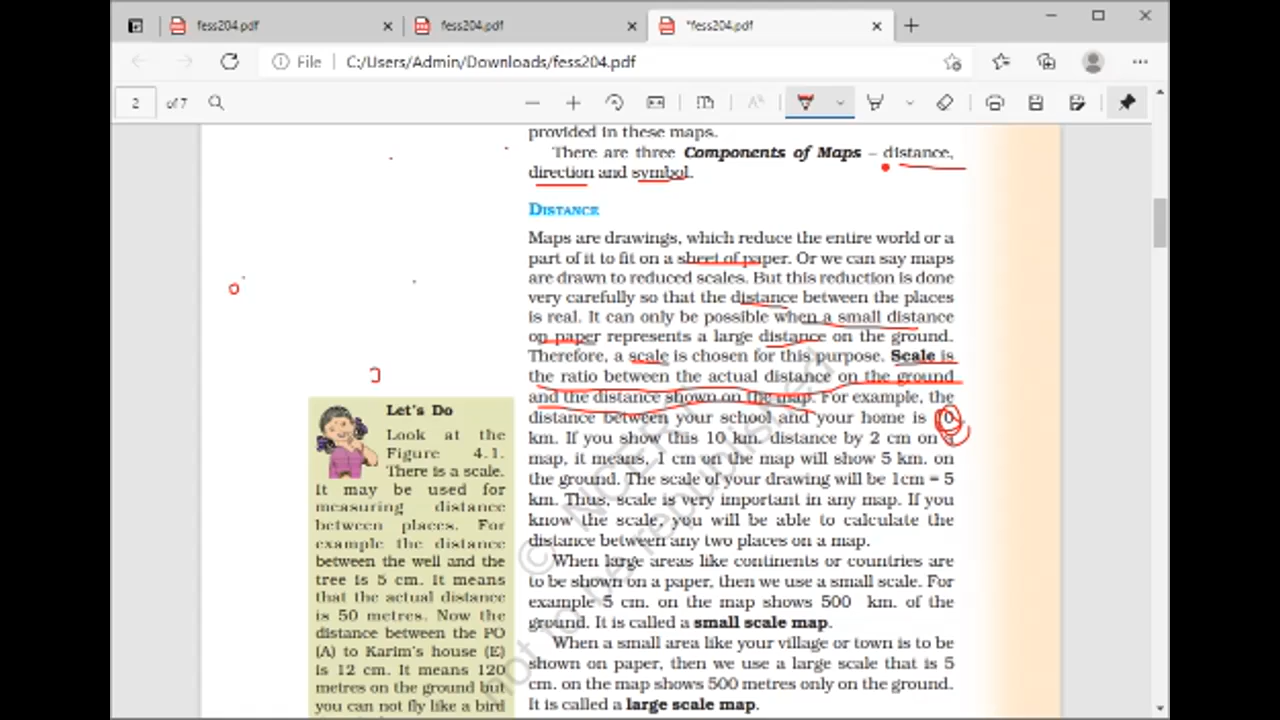 fess204.pdf
fess204.pdf
*fess204.pdf
File
C:/Users/Admin/Downloads/fess204.pdf
2 of 7
provided in these maps.
There are three Components of Maps – distance,
direction and symbol.
DISTANCE
Maps are drawings, which reduce the entire world or a
part of it to fit on a sheet of paper. Or we can say maps
are drawn to reduced scales. But this reduction is done
very carefully so that the distance between the places
is real. It can only be possible when a small distance
on paper represents a large distance on the ground.
Therefore, a scale is chosen for this purpose. Scale is
the ratio between the actual distance on the ground
and the distance shown on the map. For example, the
distance between your school and your home is 10
km. If you show this 10 km. distance by 2 cm on a
map, it means, 1 cm on the map will show 5 km. on
the ground. The scale of your drawing will be 1cm = 5
km. Thus, scale is very important in any map. If you
know the scale, you will be able to calculate the
distance between any two places on a map.
When large areas like continents or countries are
to be shown on a paper, then we use a small scale. For
example 5 cm. on the map shows 500 km. of the
ground. It is called a small scale map.
When a small area like your village or town is to be
shown on paper, then we use a large scale that is 5
cm. on the map shows 500 metres only on the ground.
It is called a large scale map.
Let's Do
Look at the
Figure 4.1.
There is a scale.
It may be used for
measuring distance
between places. For
example the distance
between the well and the
tree is 5 cm. It means
that the actual distance
is 50 metres. Now the
distance between the PO
(A) to Karim's house (E)
is 12 cm. It means 120
metres on the ground but
you can not fly like a bird
© NCERT
not to be republished